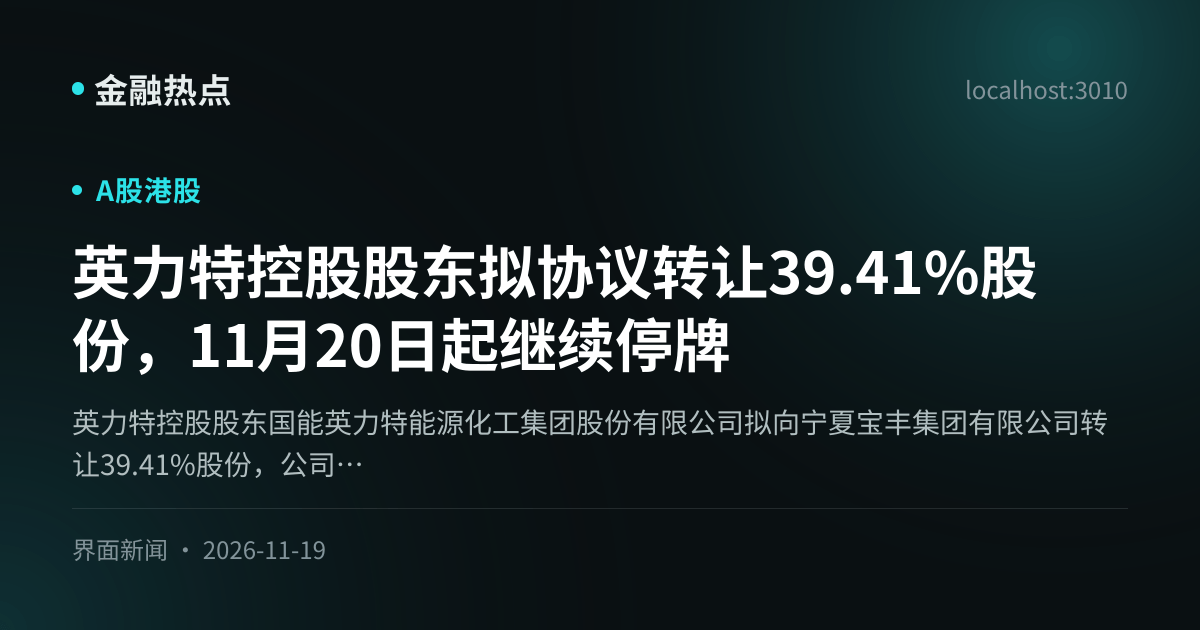 金融热点
localhost:3010
A股港股
英力特控股股东拟协议转让39.41%股
份，11月20日起继续停牌
英力特控股股东国能英力特能源化工集团股份有限公司拟向宁夏宝丰集团有限公司转
让39.41%股份，公司…
界面新闻 • 2026-11-19